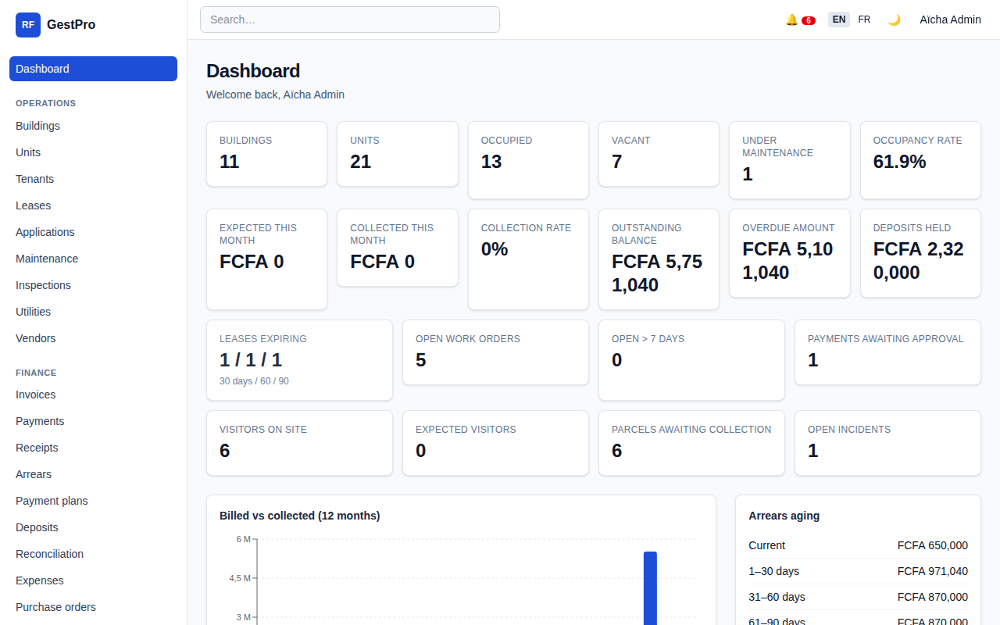 RF GestPro
Search…
🔔 6 EN FR 🌙 Aïcha Admin
Dashboard
OPERATIONS
Buildings
Units
Tenants
Leases
Applications
Maintenance
Inspections
Utilities
Vendors
FINANCE
Invoices
Payments
Receipts
Arrears
Payment plans
Deposits
Reconciliation
Expenses
Purchase orders
Dashboard
Welcome back, Aïcha Admin
BUILDINGS
11
UNITS
21
OCCUPIED
13
VACANT
7
UNDER
MAINTENANCE
1
OCCUPANCY RATE
61.9%
EXPECTED THIS
MONTH
FCFA 0
COLLECTED THIS
MONTH
FCFA 0
COLLECTION RATE
0%
OUTSTANDING
BALANCE
FCFA 5,75
1,040
OVERDUE AMOUNT
FCFA 5,10
1,040
DEPOSITS HELD
FCFA 2,32
0,000
LEASES EXPIRING
1 / 1 / 1
30 days / 60 / 90
OPEN WORK ORDERS
5
OPEN > 7 DAYS
0
PAYMENTS AWAITING APPROVAL
1
VISITORS ON SITE
6
EXPECTED VISITORS
0
PARCELS AWAITING COLLECTION
6
OPEN INCIDENTS
1
Billed vs collected (12 months)
6 M
4,5 M
3 M
Arrears aging
Current FCFA 650,000
1–30 days FCFA 971,040
31–60 days FCFA 870,000
61–90 days FCFA 870,000